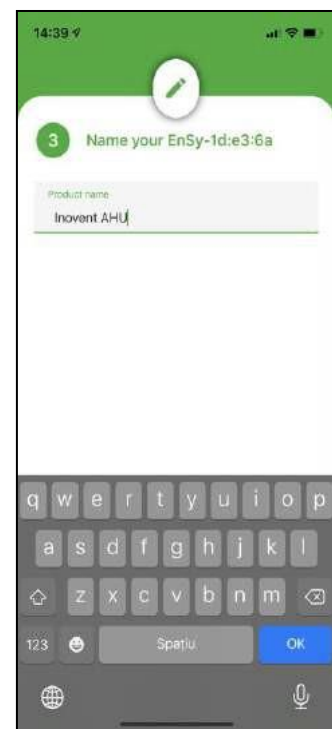 14:39
3 Name your EnSy-1d:e3:6a
Product name
Inovent AHU
q w e r t y u i o p
a s d f g h j k l
z x c v b n m
123 Spațiu OK